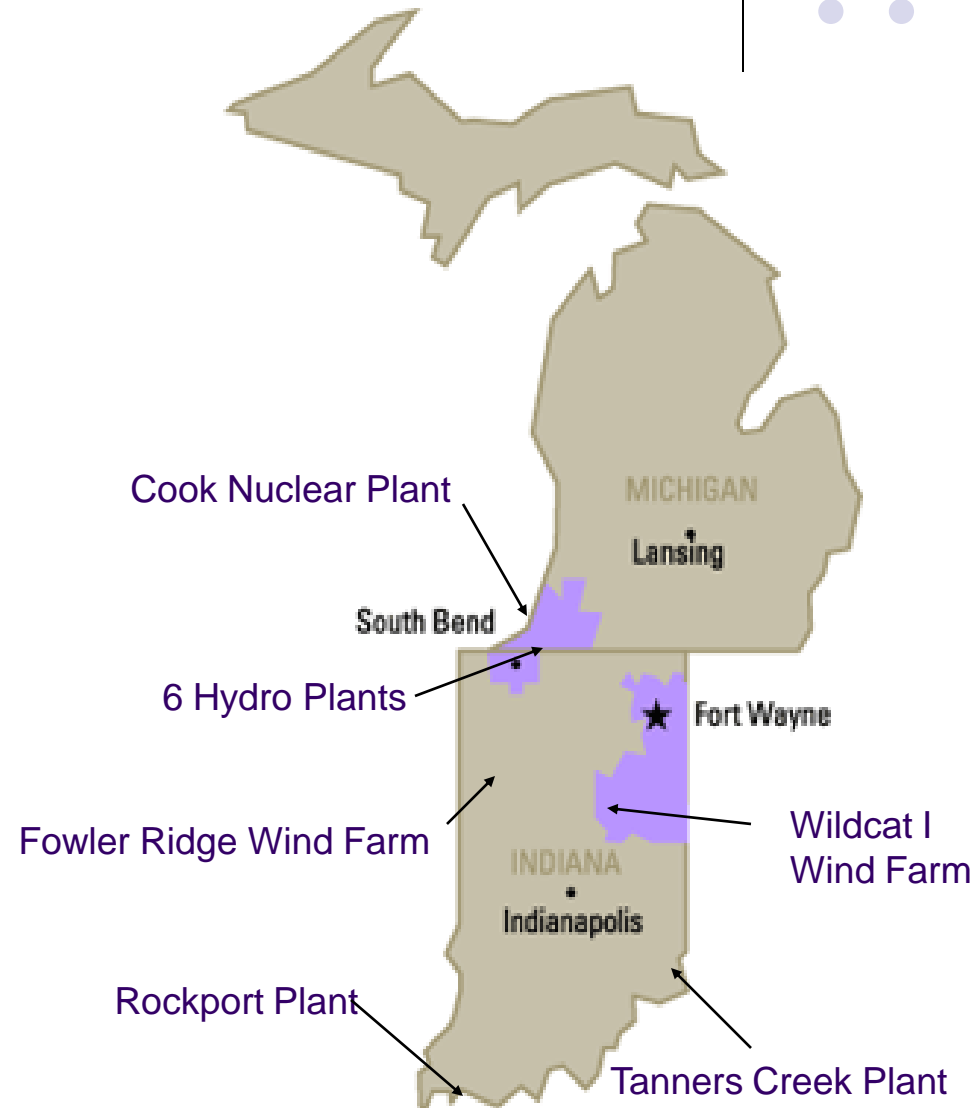 Cook Nuclear Plant
MICHIGAN
Lansing
South Bend
6 Hydro Plants
Fort Wayne
Fowler Ridge Wind Farm
Wildcat I
Wind Farm
INDIANA
Indianapolis
Rockport Plant
Tanners Creek Plant